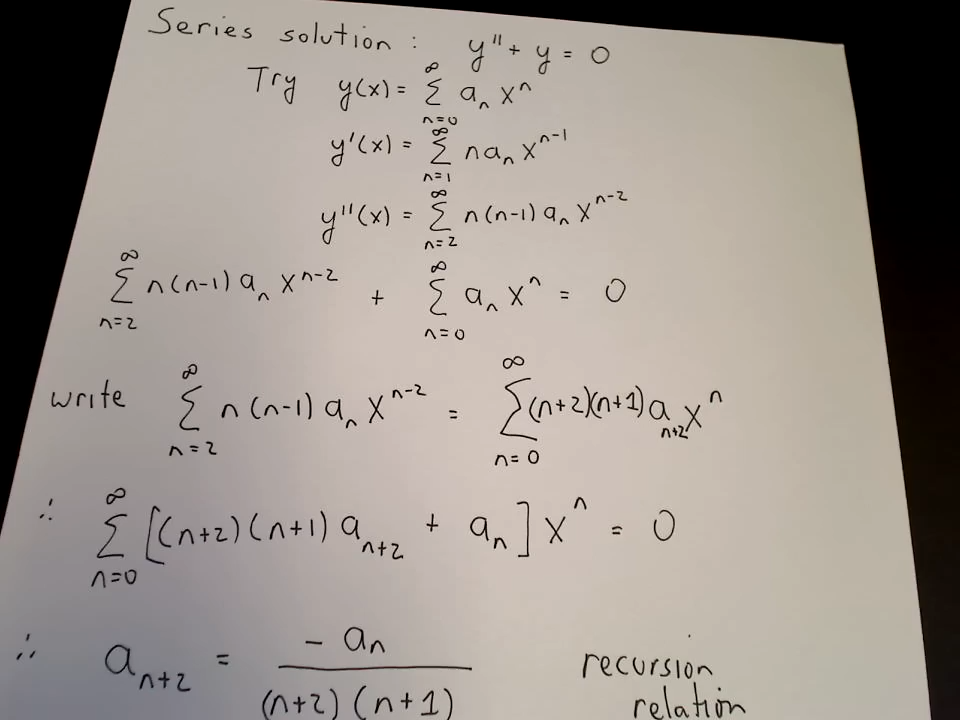 Series solution : y'' + y = 0
Try y(x) = ∑_{n=0}^{∞} a_n x^n
y'(x) = ∑_{n=1}^{∞} n a_n x^{n-1}
y''(x) = ∑_{n=2}^{∞} n(n-1) a_n x^{n-2}
∑_{n=2}^{∞} n(n-1) a_n x^{n-2} + ∑_{n=0}^{∞} a_n x^n = 0
write ∑_{n=2}^{∞} n(n-1) a_n x^{n-2} = ∑_{n=0}^{∞} (n+2)(n+1) a_{n+2} x^n
∴ ∑_{n=0}^{∞} [(n+2)(n+1) a_{n+2} + a_n] x^n = 0
∴ a_{n+2} = \frac{-a_n}{(n+2)(n+1)} recursion
relation